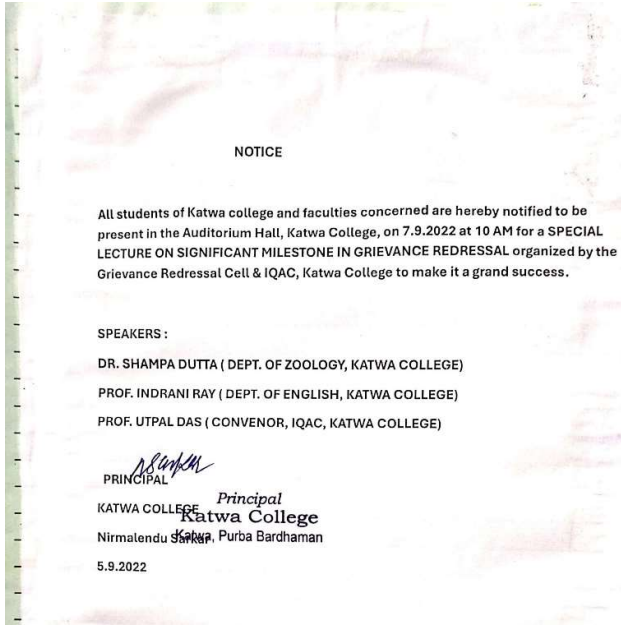 NOTICE
All students of Katwa college and faculties concerned are hereby notified to be
present in the Auditorium Hall, Katwa College, on 7.9.2022 at 10 AM for a SPECIAL
LECTURE ON SIGNIFICANT MILESTONE IN GRIEVANCE REDRESSAL organized by the
Grievance Redressal Cell & IQAC, Katwa College to make it a grand success.
SPEAKERS :
DR. SHAMPA DUTTA ( DEPT. OF ZOOLOGY, KATWA COLLEGE)
PROF. INDRANI RAY ( DEPT. OF ENGLISH, KATWA COLLEGE)
PROF. UTPAL DAS ( CONVENOR, IQAC, KATWA COLLEGE)
PRINCIPAL
Principal
KATWA COLLEGE
Katwa College
Nirmalendu Sarkar
Katwa, Purba Bardhaman
5.9.2022